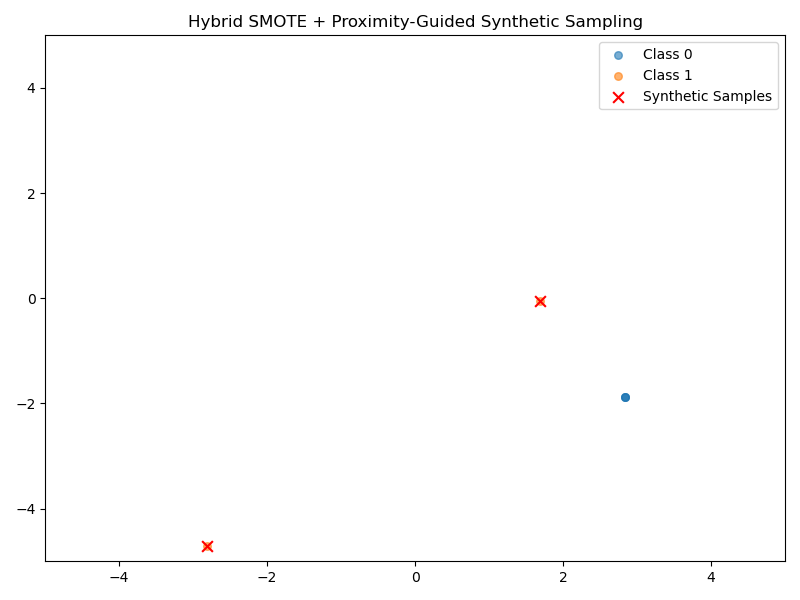 Hybrid SMOTE + Proximity-Guided Synthetic Sampling
Class 0
Class 1
Synthetic Samples
4
2
0
−2
−4
−4
−2
0
2
4